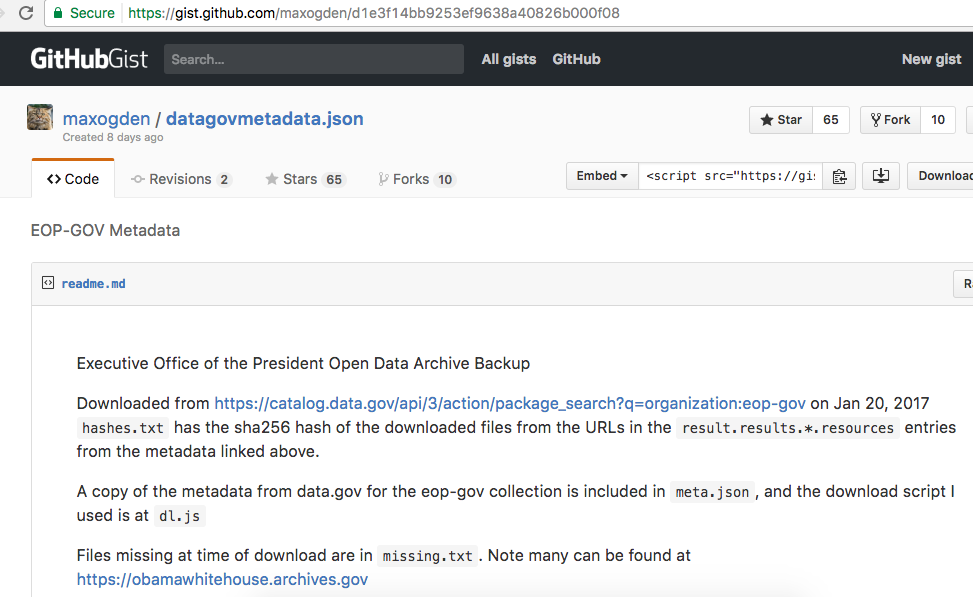 Secure https://gist.github.com/maxogden/d1e3f14bb9253ef9638a40826b000f08
GitHubGist Search... All gists GitHub New gist
maxogden / datagovmetadata.json Star 65 Fork 10
Created 8 days ago
Code Revisions 2 Stars 65 Forks 10 Embed <script src="https://gis Downloa
EOP-GOV Metadata
readme.md Ra
Executive Office of the President Open Data Archive Backup
Downloaded from https://catalog.data.gov/api/3/action/package_search?q=organization:eop-gov on Jan 20, 2017
hashes.txt has the sha256 hash of the downloaded files from the URLs in the result.results.*.resources entries
from the metadata linked above.
A copy of the metadata from data.gov for the eop-gov collection is included in meta.json, and the download script I
used is at dl.js
Files missing at time of download are in missing.txt. Note many can be found at
https://obamawhitehouse.archives.gov